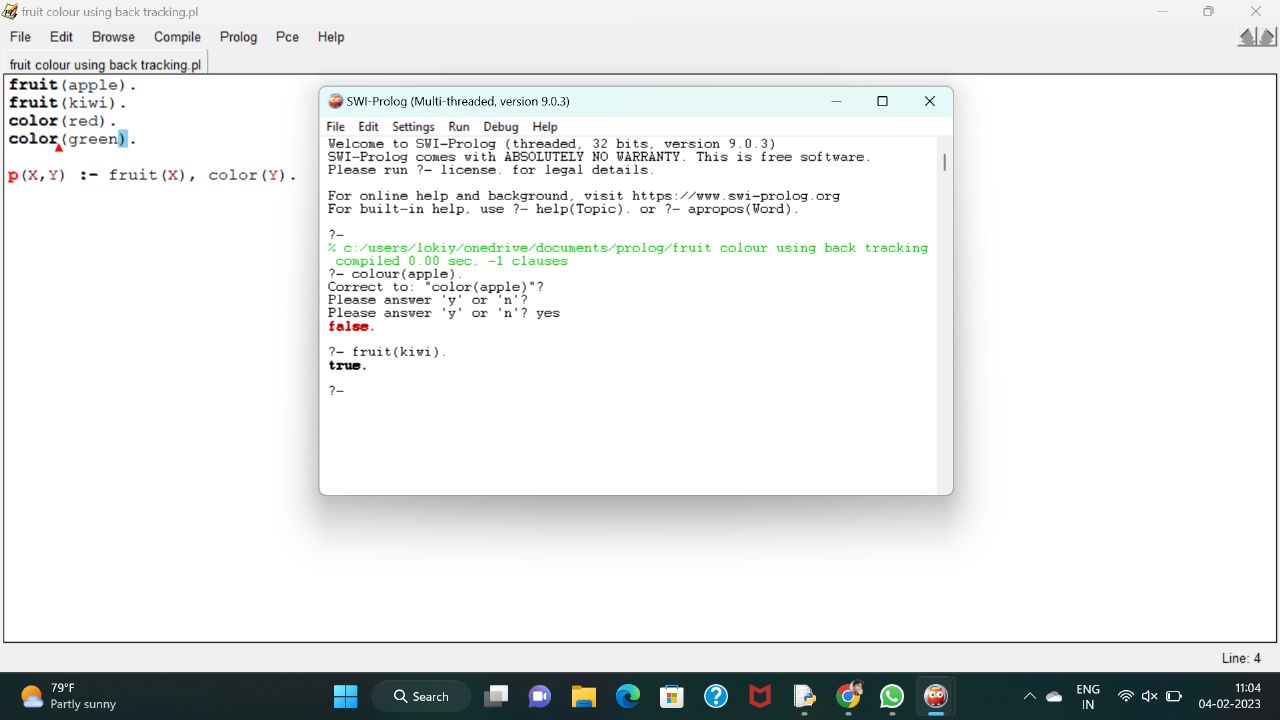 fruit colour using back tracking.pl
File Edit Browse Compile Prolog Pce Help
fruit colour using back tracking.pl
fruit(apple).
fruit(kiwi).
color(red).
color(green).
p(X,Y) :- fruit(X), color(Y).
SWI-Prolog (Multi-threaded, version 9.0.3)
File Edit Settings Run Debug Help
Welcome to SWI-Prolog (threaded, 32 bits, version 9.0.3)
SWI-Prolog comes with ABSOLUTELY NO WARRANTY. This is free software.
Please run ?- license. for legal details.
For online help and background, visit https://www.swi-prolog.org
For built-in help, use ?- help(Topic). or ?- apropos(Word).
?-
% c:/users/lokiy/onedrive/documents/prolog/fruit colour using back tracking
compiled 0.00 sec, -1 clauses
?- colour(apple).
Correct to: "color(apple)"?
Please answer 'y' or 'n'?
Please answer 'y' or 'n'? yes
false.
?- fruit(kiwi).
true.
?-
Line: 4
79°F
Partly sunny
Search
ENG
IN
11:04
04-02-2023